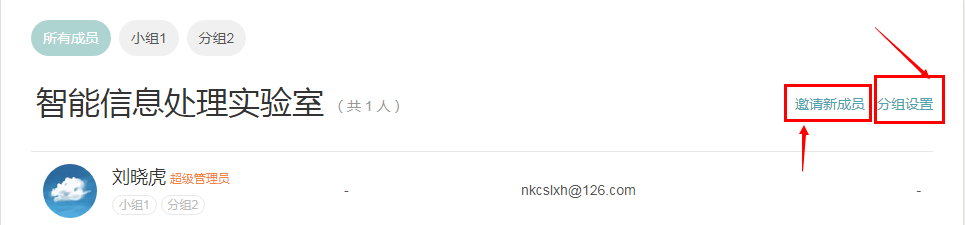 所有成员 小组1 分组2
智能信息处理实验室 （共 1 人） 邀请新成员 分组设置
刘晓虎 超级管理员
小组1 分组2 - nkcslxh@126.com -